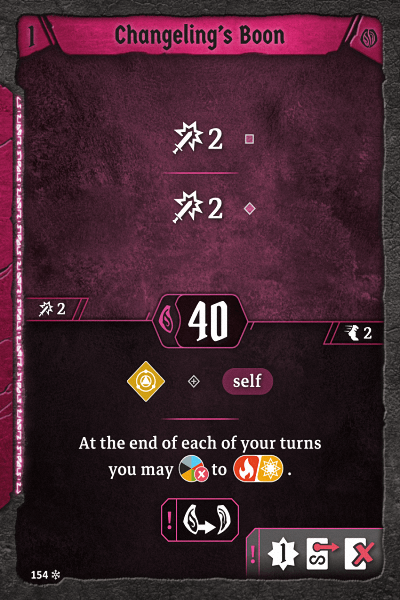 1 Changeling's Boon
2
2
2 40 2
self
At the end of each of your turns
you may to .
! ! 1
154